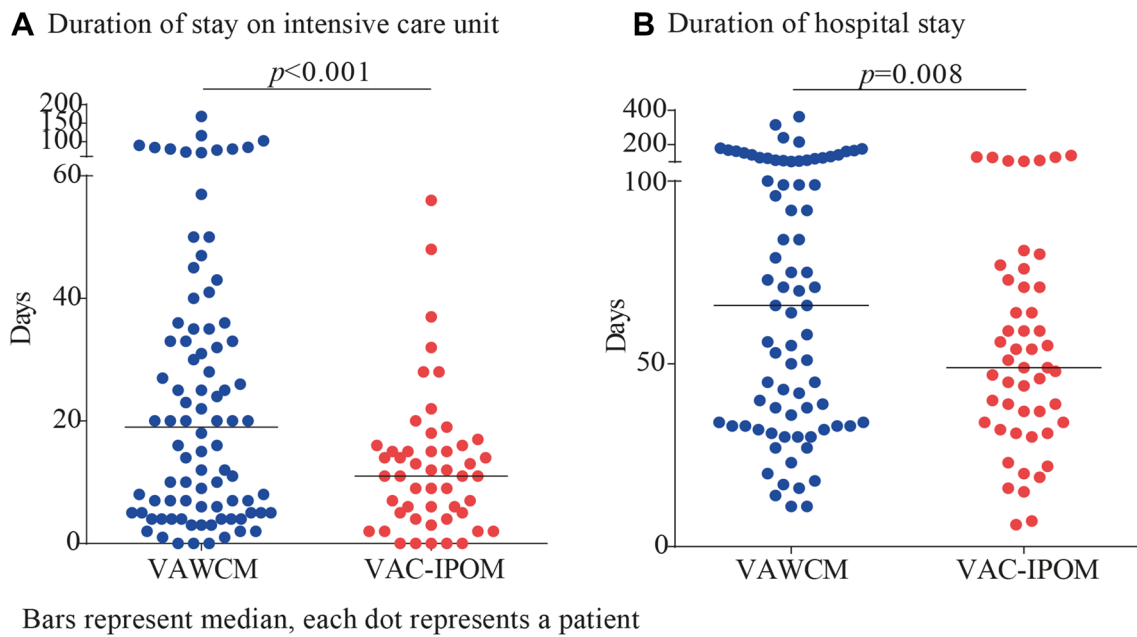 A Duration of stay on intensive care unit
p<0.001
200
150
100
60
40
20
0
Days
VAWCM VAC-IPOM
B Duration of hospital stay
p=0.008
400
200
100
50
0
Days
VAWCM VAC-IPOM
Bars represent median, each dot represents a patient